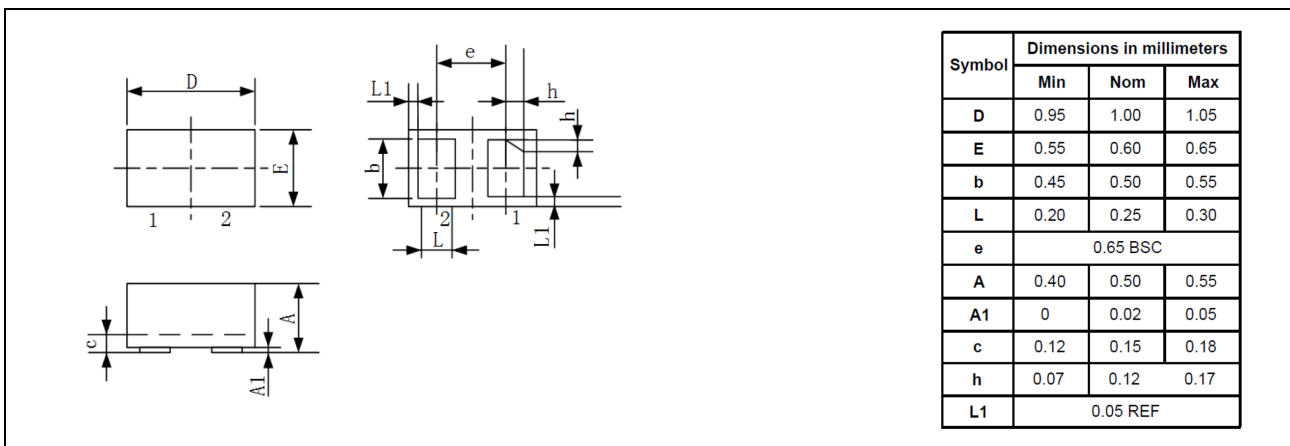 D
E
1 2
e
L1
h
h
b
2 1
L
L1
c
A
A1
Symbol Dimensions in millimeters
Min Nom Max
D 0.95 1.00 1.05
E 0.55 0.60 0.65
b 0.45 0.50 0.55
L 0.20 0.25 0.30
e 0.65 BSC
A 0.40 0.50 0.55
A1 0 0.02 0.05
c 0.12 0.15 0.18
h 0.07 0.12 0.17
L1 0.05 REF